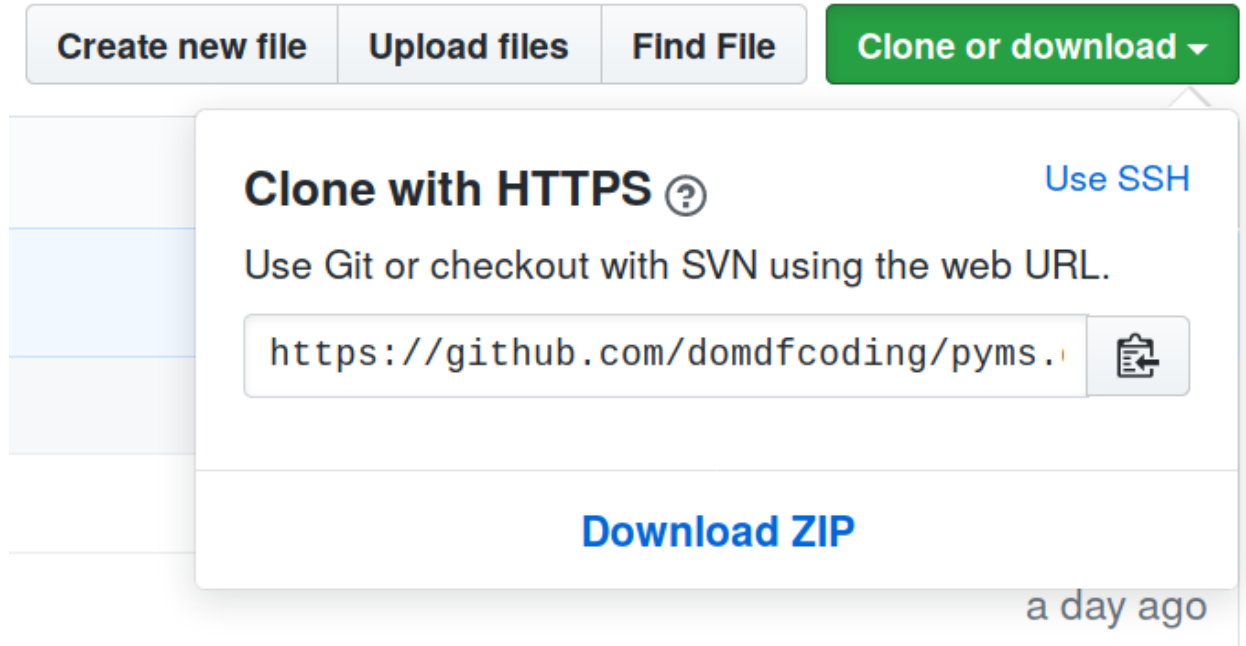 Create new file Upload files Find File Clone or download
Clone with HTTPS Use SSH
Use Git or checkout with SVN using the web URL.
https://github.com/domdfcoding/pyms.
Download ZIP
a day ago